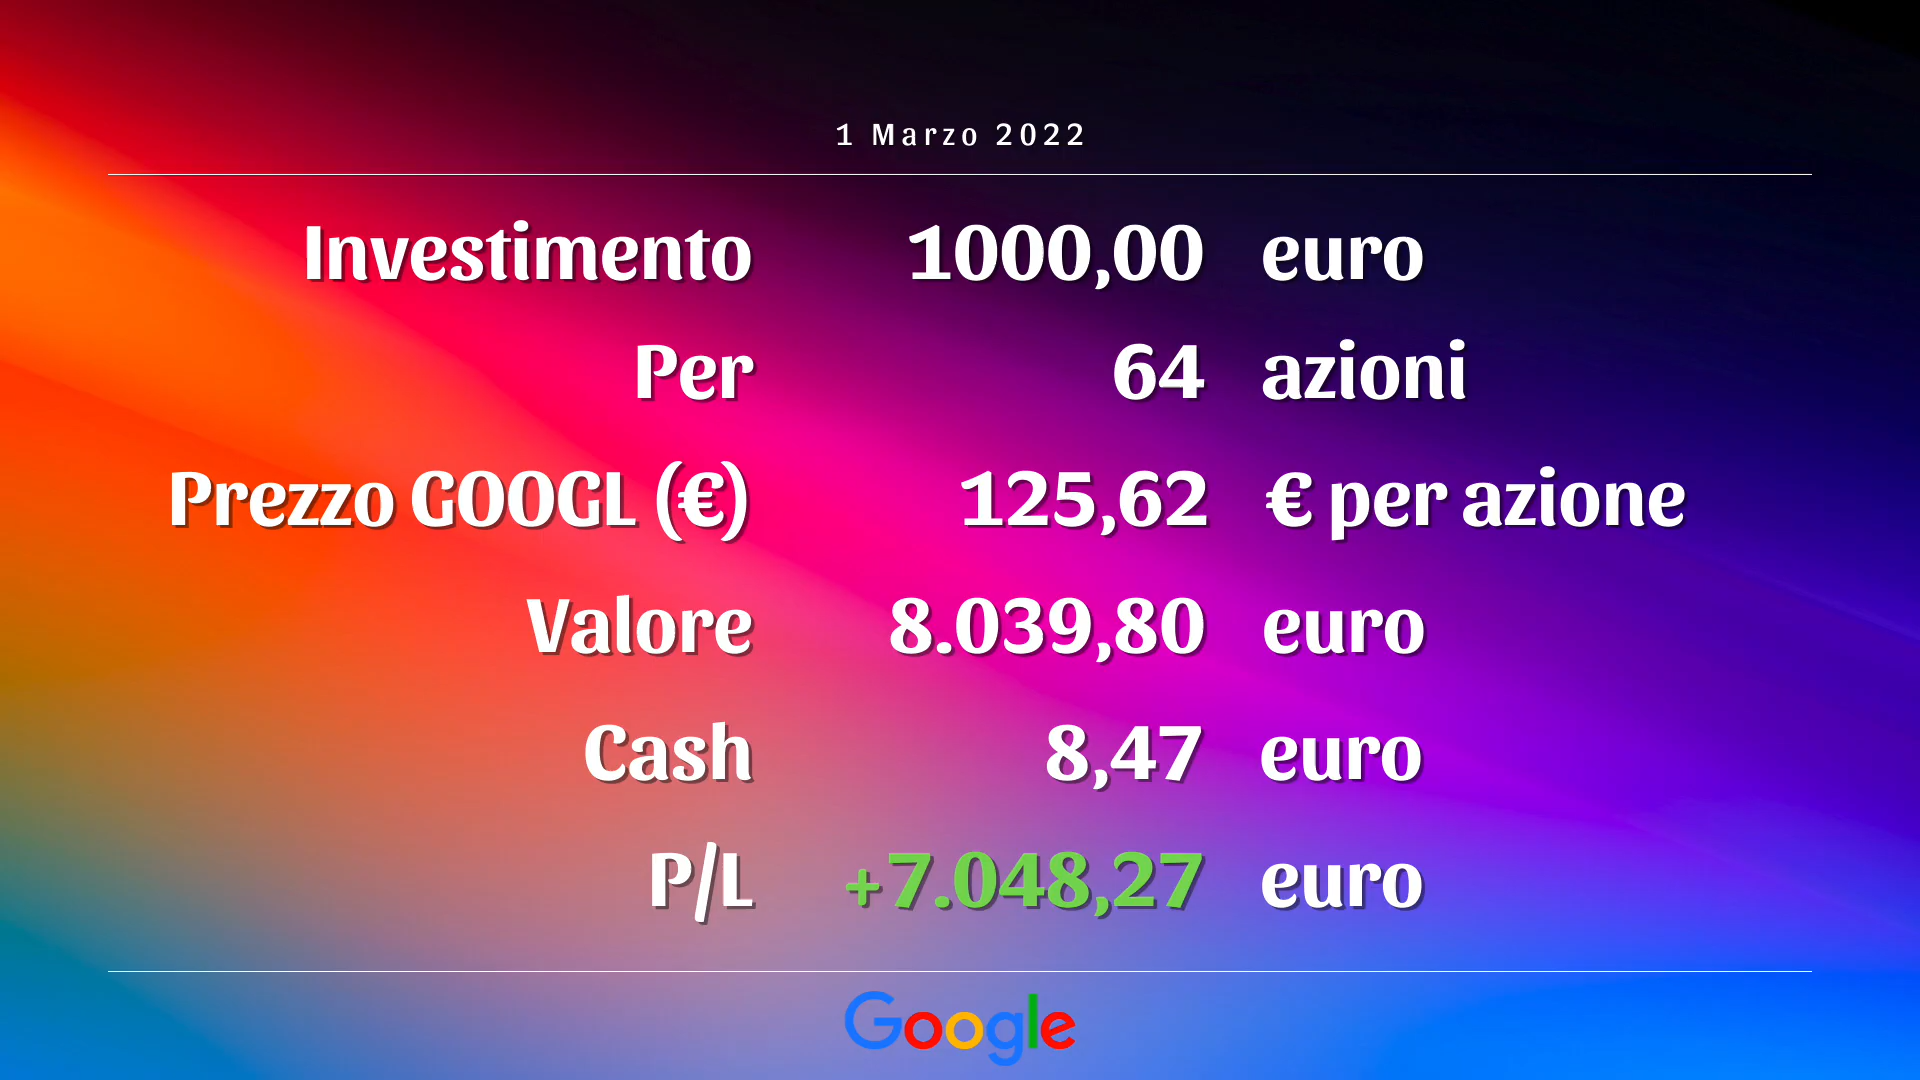 1 Marzo 2022
Investimento 1000,00 euro
Per 64 azioni
Prezzo GOOGL (€) 125,62 € per azione
Valore 8.039,80 euro
Cash 8,47 euro
P/L +7.048,27 euro
Google